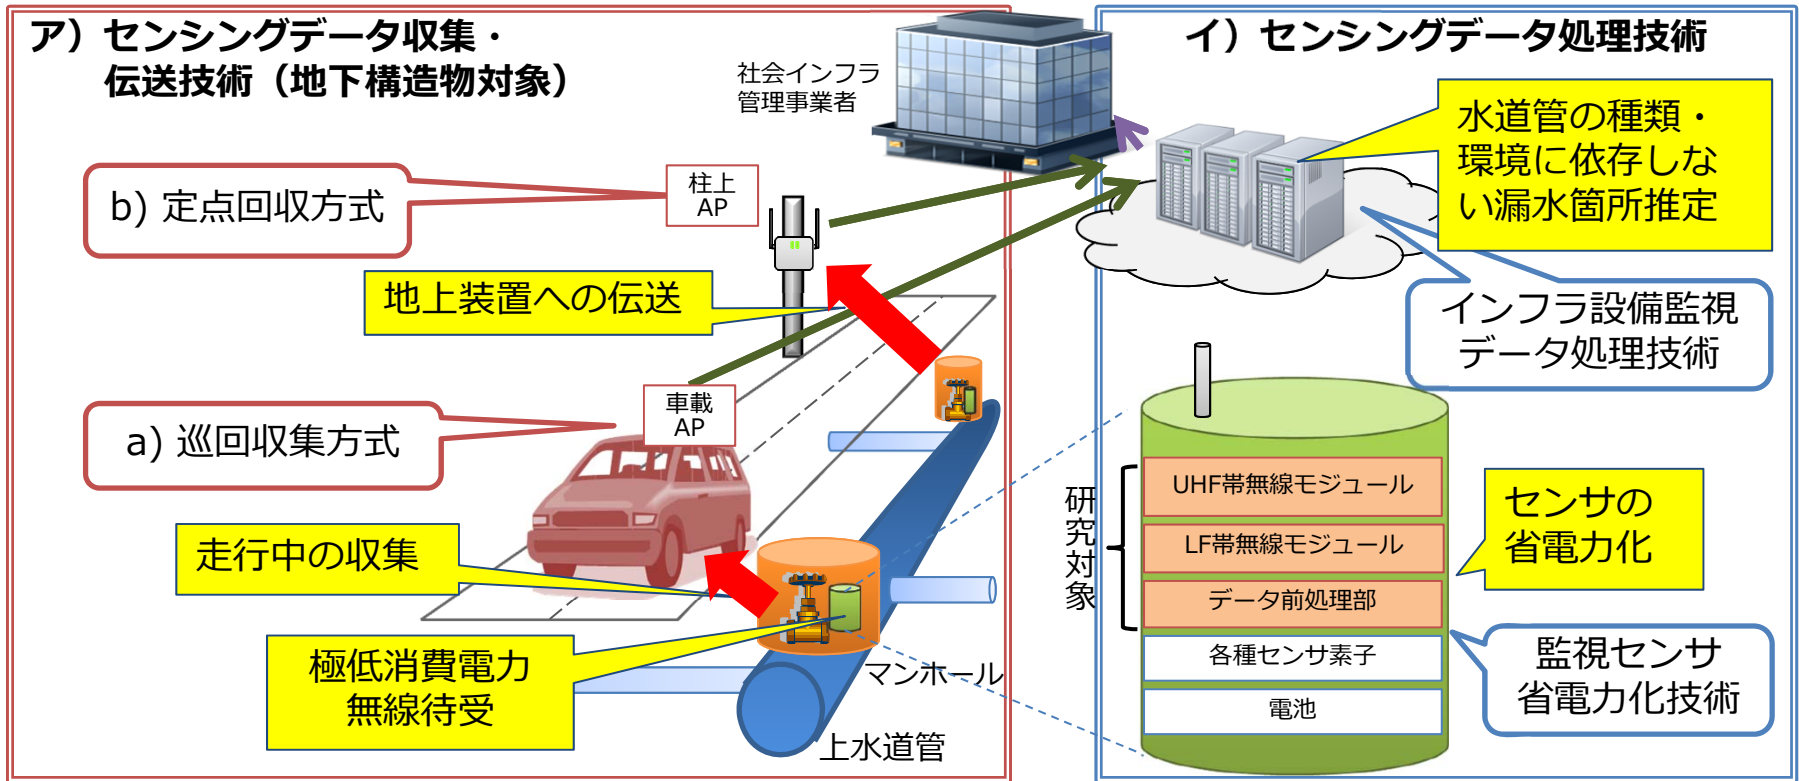 ア）センシングデータ収集・
伝送技術（地下構造物対象）
社会インフラ
管理事業者
b) 定点回収方式
柱上
AP
地上装置への伝送
車載
AP
a) 巡回収集方式
走行中の収集
極低消費電力
無線待受
マンホール
上水道管
イ）センシングデータ処理技術
水道管の種類・
環境に依存しな
い漏水箇所推定
インフラ設備監視
データ処理技術
研究対象
UHF帯無線モジュール
LF帯無線モジュール
データ前処理部
各種センサ素子
電池
センサの
省電力化
監視センサ
省電力化技術